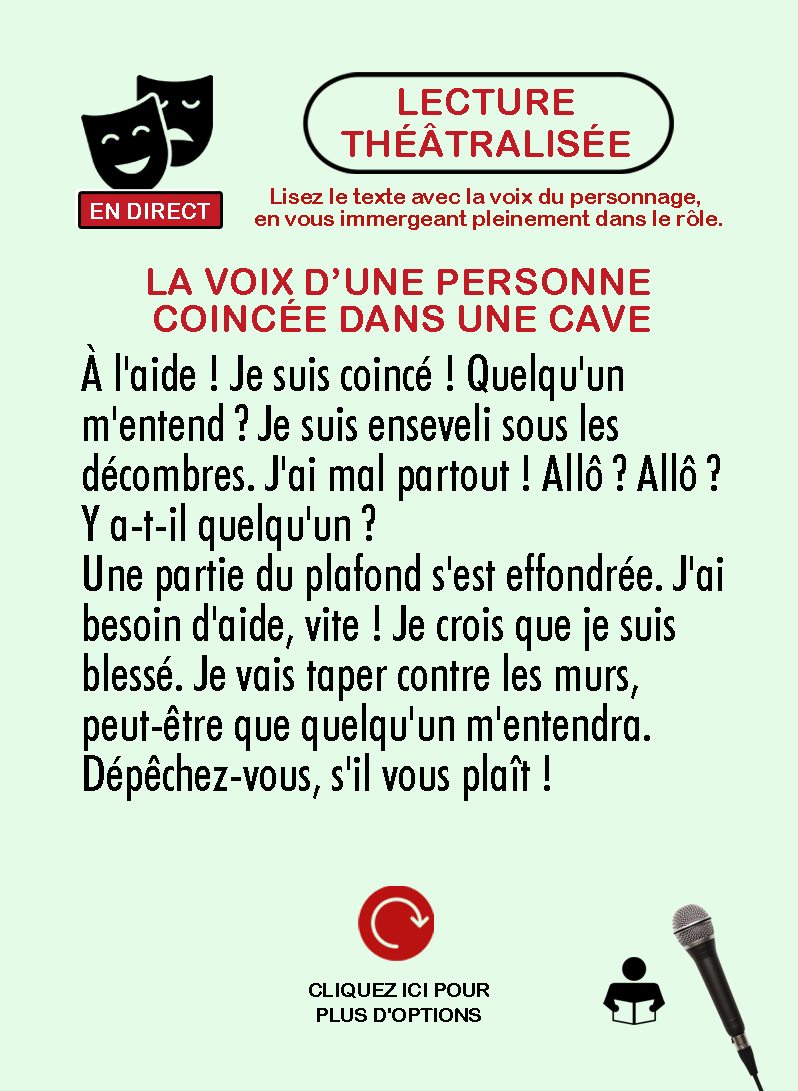 LECTURE
THÉÂTRALISÉE
EN DIRECT
Lisez le texte avec la voix du personnage,
en vous immergeant pleinement dans le rôle.
LA VOIX D’UNE PERSONNE
COINCÉE DANS UNE CAVE
À l'aide ! Je suis coincé ! Quelqu'un
m'entend ? Je suis enseveli sous les
décombres. J'ai mal partout ! Allô ? Allô ?
Y a-t-il quelqu'un ?
Une partie du plafond s'est effondrée. J'ai
besoin d'aide, vite ! Je crois que je suis
blessé. Je vais taper contre les murs,
peut-être que quelqu'un m'entendra.
Dépêchez-vous, s'il vous plaît !
CLIQUEZ ICI POUR
PLUS D'OPTIONS